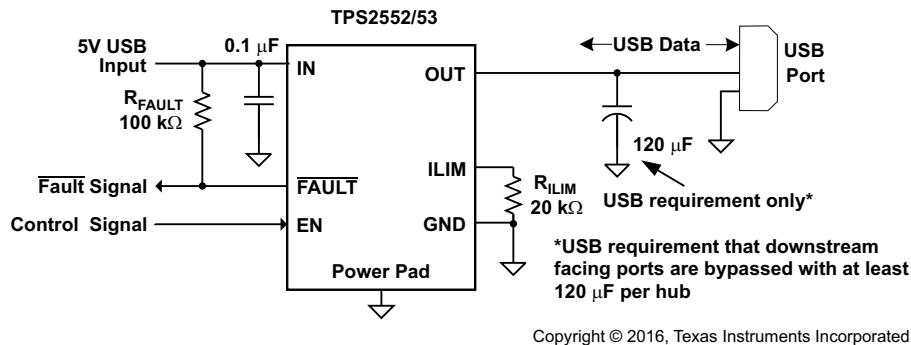 TPS2552/53
5V USB
Input
0.1 μF
IN
OUT
USB Data
USB
Port
R_FAULT
100 kΩ
120 μF
USB requirement only*
Fault Signal
FAULT
ILIM
R_ILIM
20 kΩ
Control Signal
EN
GND
Power Pad
*USB requirement that downstream
facing ports are bypassed with at least
120 μF per hub
Copyright © 2016, Texas Instruments Incorporated